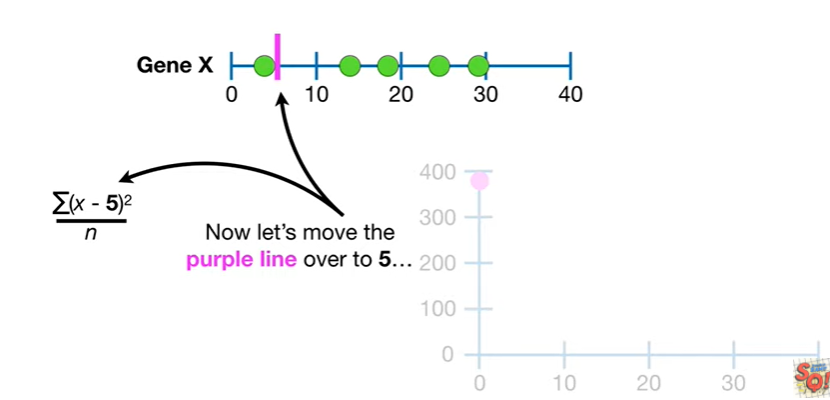 Gene X
0 10 20 30 40
∑(x - 5)²
n
Now let's move the
purple line over to 5...
400
300
200
100
0
0 10 20 30
SQ!